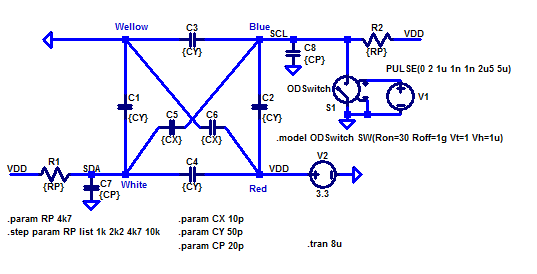 Wellow
C3
{CY}
Blue
SCL
R2
{RP}
VDD
C8
{CP}
PULSE(0 2 1u 1n 1n 2u5 5u)
ODSwitch
S1
V1
C1
{CY}
C5
{CX}
C6
{CX}
C2
{CY}
.model ODSwitch SW(Ron=30 Roff=1g Vt=1 Vh=1u)
VDD
R1
{RP}
SDA
C7
{CP}
White
C4
{CY}
VDD
Red
V2
3.3
.param RP 4k7
.step param RP list 1k 2k2 4k7 10k
.param CX 10p
.param CY 50p
.param CP 20p
.tran 8u